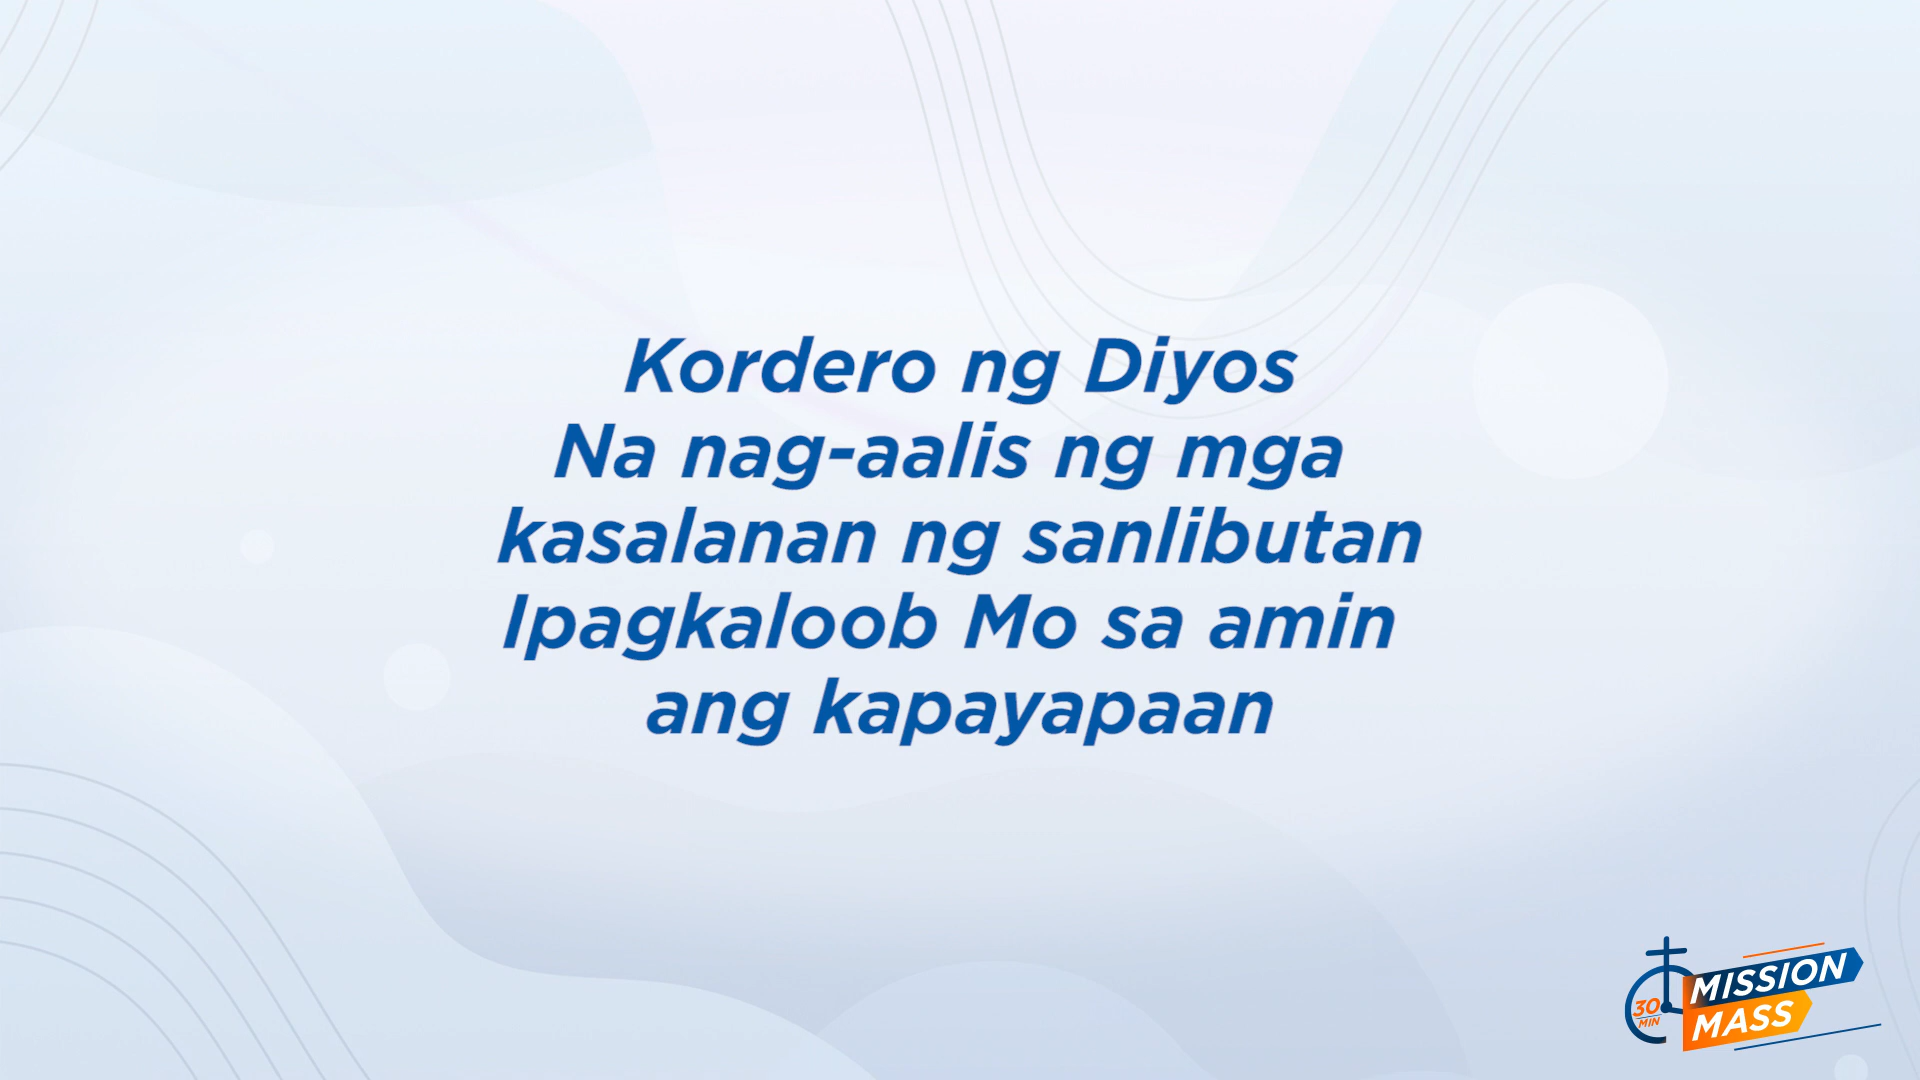 Kordero ng Diyos
Na nag-aalis ng mga
kasalanan ng sanlibutan
Ipagkaloob Mo sa amin
ang kapayapaan
30
MIN
MISSION
MASS